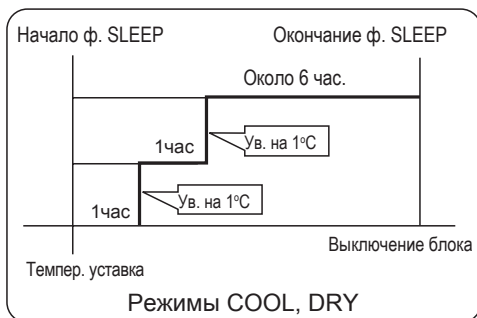 Начало ф. SLEEP
Окончание ф. SLEEP
Около 6 час.
1час
Ув. на 1°C
1час
Ув. на 1°C
Выключение блока
Темпер. уставка
Режимы COOL, DRY